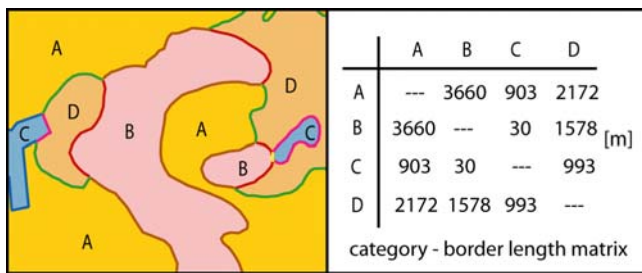 A
D
A
D
C
B
A
C
B
A
A B C D
A --- 3660 903 2172
B 3660 --- 30 1578 [m]
C 903 30 --- 993
D 2172 1578 993 ---
category - border length matrix